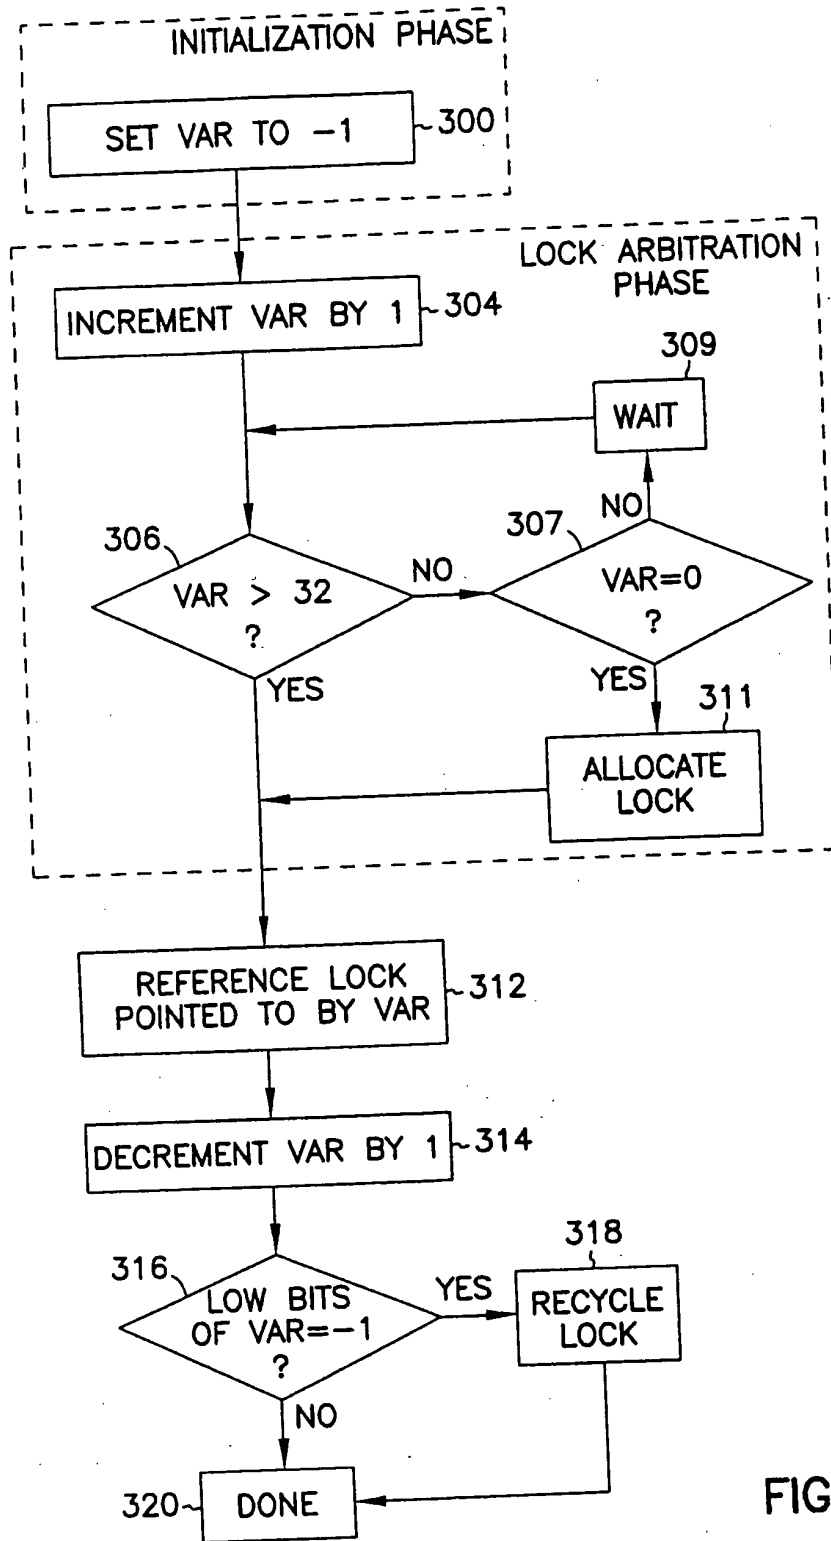 INITIALIZATION PHASE
SET VAR TO -1
300
LOCK ARBITRATION
PHASE
INCREMENT VAR BY 1
304
309
WAIT
NO
306
307
VAR > 32
?
NO
VAR=0
?
YES
YES
311
ALLOCATE
LOCK
REFERENCE LOCK
POINTED TO BY VAR
312
DECREMENT VAR BY 1
314
316
LOW BITS
OF VAR=-1
?
YES
318
RECYCLE
LOCK
NO
320
DONE
FIG